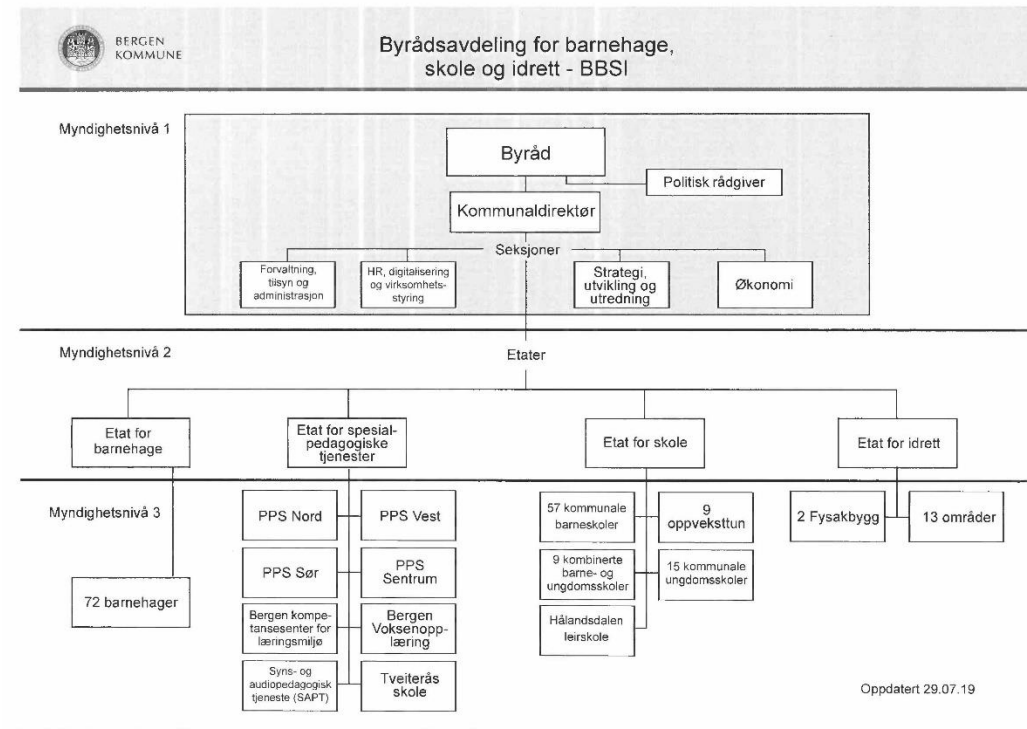 BERGEN
KOMMUNE
Byrådsavdeling for barnehage,
skole og idrett - BBSI
Myndighetsnivå 1
Byråd
Politisk rådgiver
Kommunaldirektør
Seksjoner
Forvaltning,
tilsyn og
administrasjon
HR, digitalisering
og virksomhets-
styring
Strategi,
utvikling og
utredning
Økonomi
Myndighetsnivå 2
Etater
Etat for
barnehage
Etat for spesial-
pedagogiske
tjenester
Etat for skole
Etat for idrett
Myndighetsnivå 3
72 barnehager
PPS Nord
PPS Vest
PPS Sør
PPS
Sentrum
Bergen kompe-
tansesenter for
læringsmiljø
Bergen
Voksenopp-
læring
Syns- og
audiopedagogisk
tjeneste (SAPT)
Tveiterås
skole
57 kommunale
barneskoler
9
oppveksttun
9 kombinerte
barne- og
ungdomsskoler
15 kommunale
ungdomsskoler
Hålandsdalen
leirskole
2 Fysakbygg
13 områder
Oppdatert 29.07.19